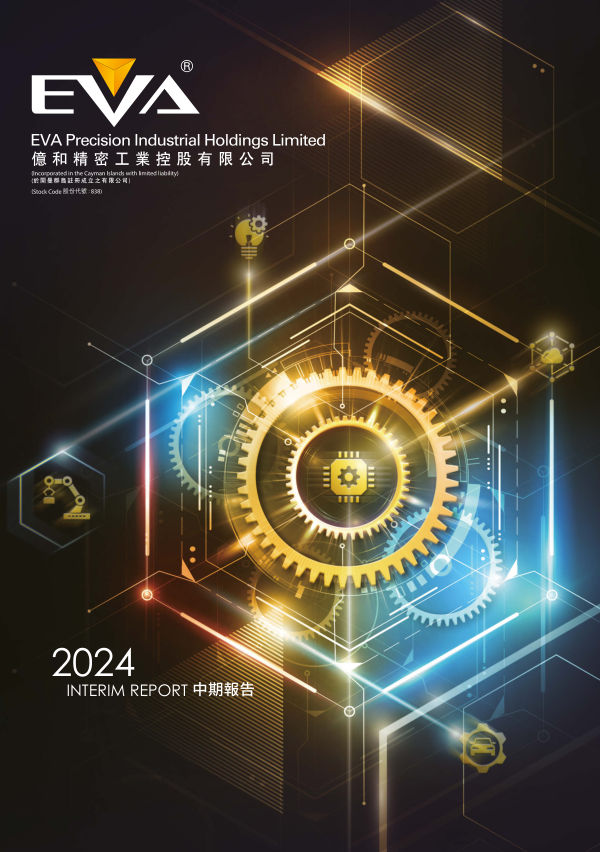 EVA®
EVA Precision Industrial Holdings Limited
億和精密工業控股有限公司
(Incorporated in the Cayman Islands with limited liability)
(於開曼群島註冊成立之有限公司)
(Stock Code 股份代號 : 838)
2024
INTERIM REPORT 中期報告